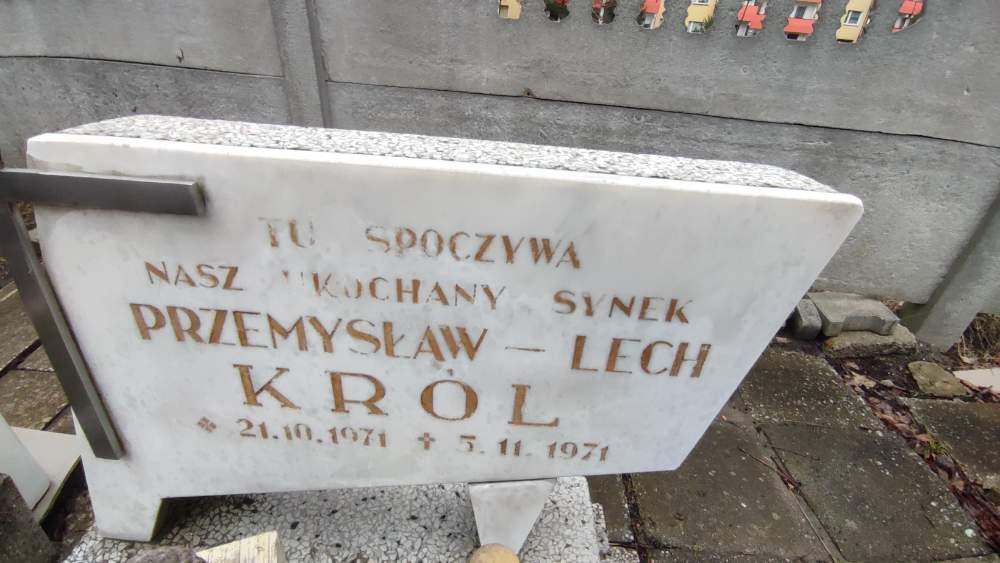 TU SPOCZYWA
NASZ UKOCHANY SYNEK
PRZEMYSŁAW – LECH
KRÓL
21.10.1971 ✝ 5.11.1971